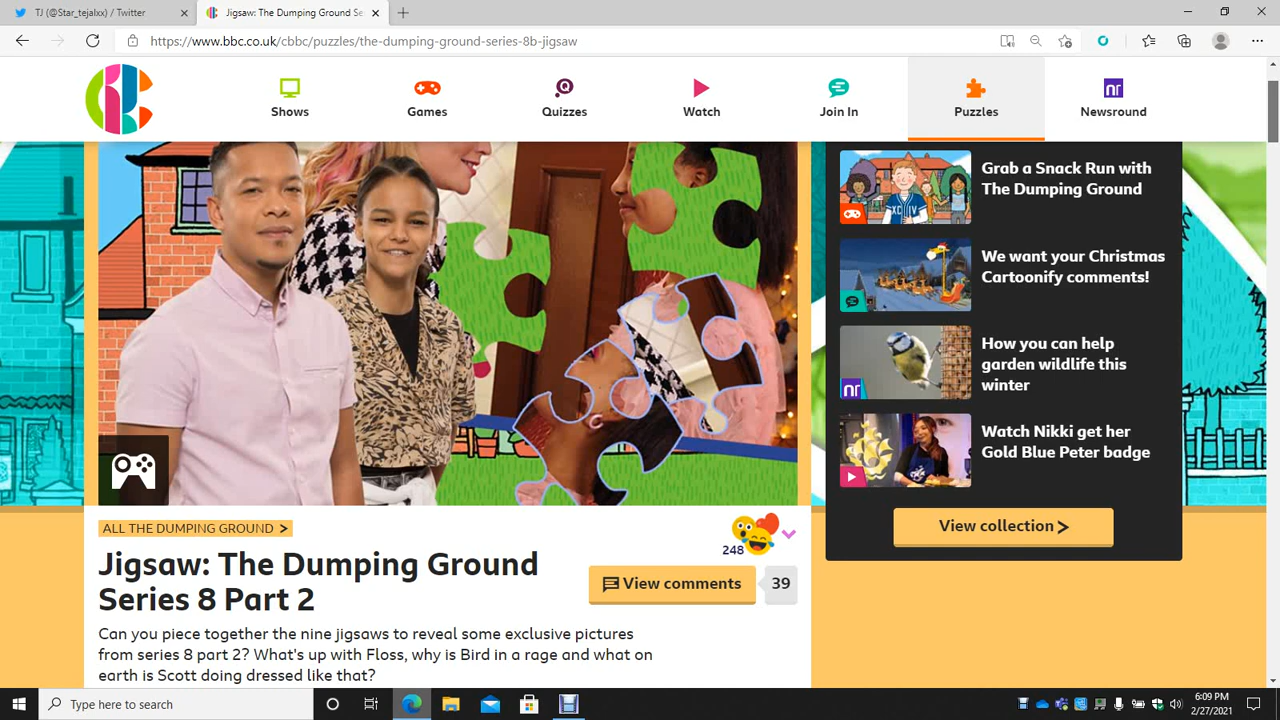 TJ (@Star_tejalxx) / Twitter
Jigsaw: The Dumping Ground Se
https://www.bbc.co.uk/cbbc/puzzles/the-dumping-ground-series-8b-jigsaw
Shows
Games
Quizzes
Watch
Join In
Puzzles
nr
Newsround
XCIIV
Grab a Snack Run with
The Dumping Ground
We want your Christmas
Cartoonify comments!
nr
How you can help
garden wildlife this
winter
Watch Nikki get her
Gold Blue Peter badge
View collection >
ALL THE DUMPING GROUND >
248
Jigsaw: The Dumping Ground
Series 8 Part 2
View comments
39
Can you piece together the nine jigsaws to reveal some exclusive pictures
from series 8 part 2? What's up with Floss, why is Bird in a rage and what on
earth is Scott doing dressed like that?
Type here to search
6:09 PM
2/27/2021